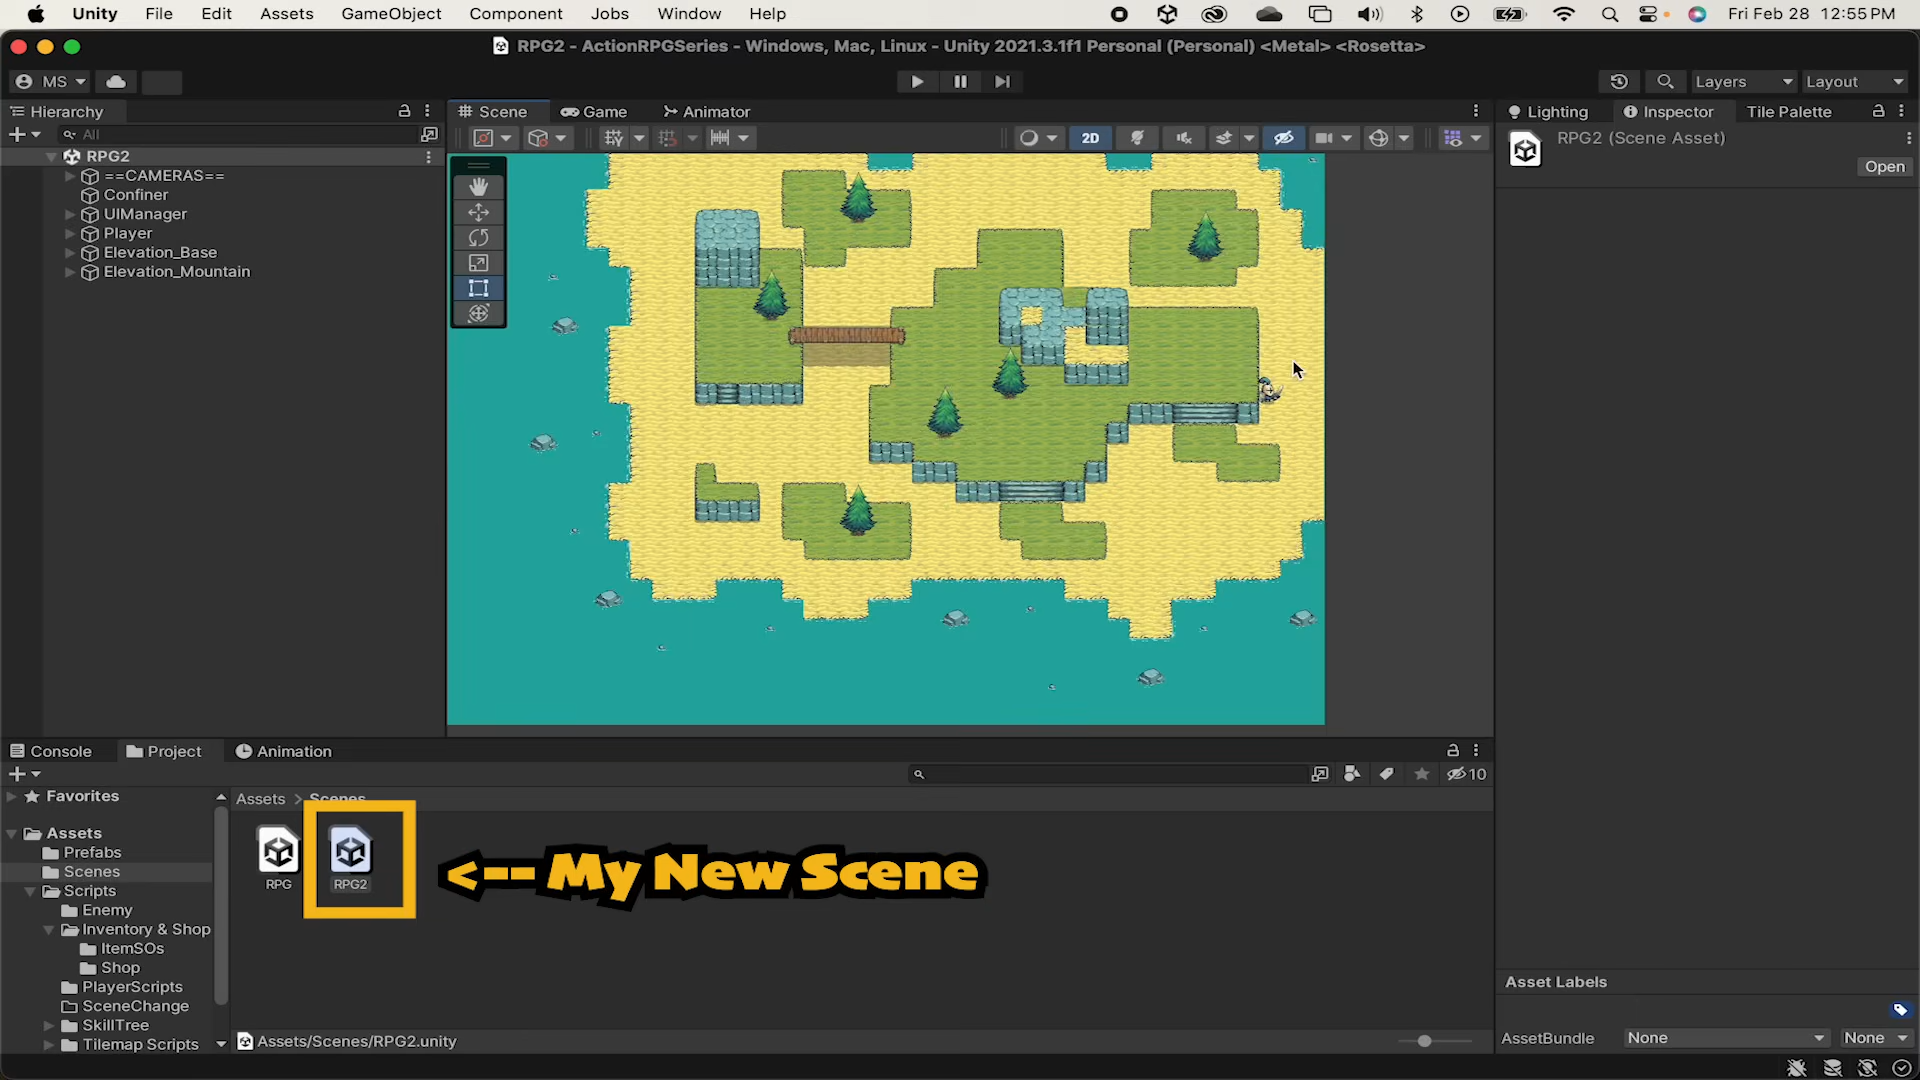 Unity File Edit Assets GameObject Component Jobs Window Help Fri Feb 28 12:55 PM
RPG2 - ActionRPGSeries - Windows, Mac, Linux - Unity 2021.3.1f1 Personal (Personal) <Metal> <Rosetta>
MS Layers Layout
Hierarchy Scene Game Animator Lighting Inspector Tile Palette
All 2D RPG2 (Scene Asset)
RPG2
Open
==CAMERAS==
Confiner
UIManager
Player
Elevation_Base
Elevation_Mountain
Console Project Animation
10
Favorites
Assets > Scenes
Assets
Prefabs
Scenes
Scripts
Enemy
Inventory & Shop
ItemSOs
Shop
PlayerScripts
SceneChange
SkillTree
Tilemap Scripts
RPG RPG2
<-- My New Scene
Assets/Scenes/RPG2.unity
Asset Labels
AssetBundle None None